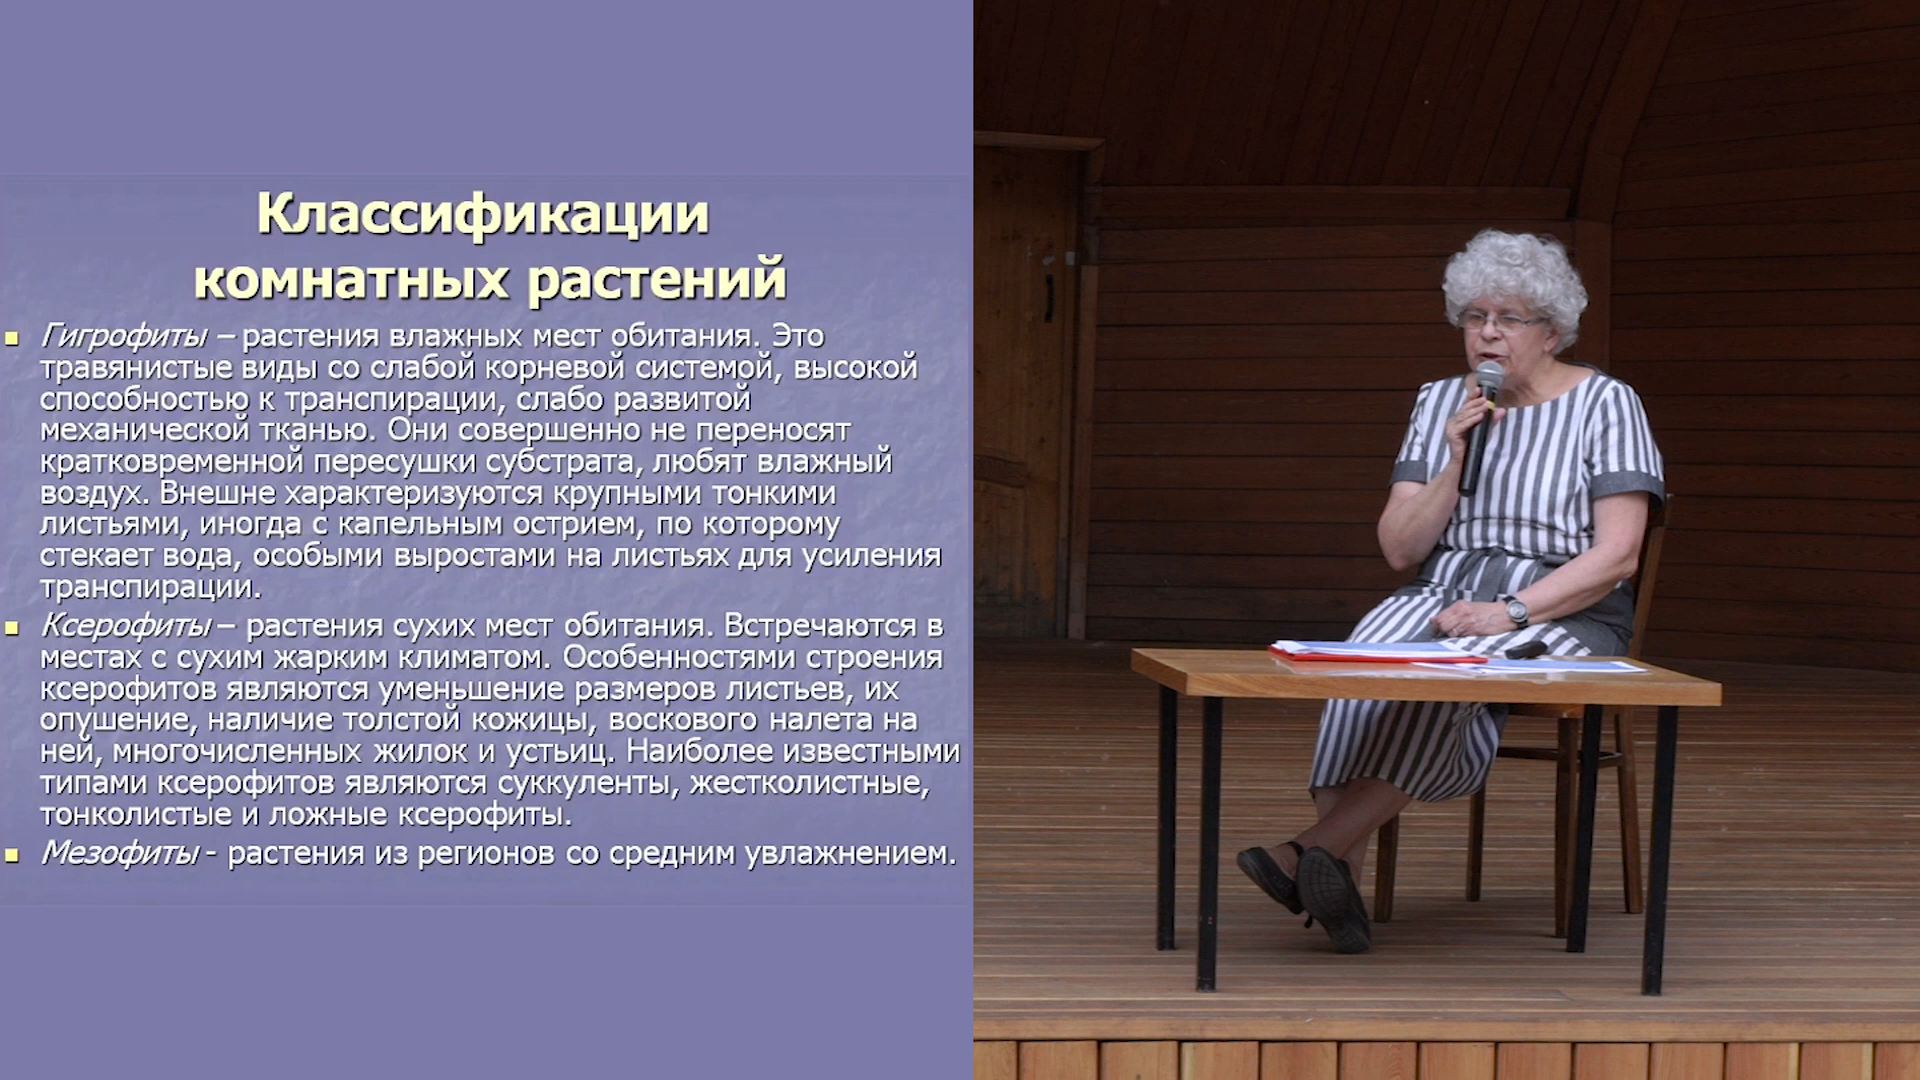 Классификации
комнатных растений
Гигрофиты – растения влажных мест обитания. Это
травянистые виды со слабой корневой системой, высокой
способностью к транспирации, слабо развитой
механической тканью. Они совершенно не переносят
кратковременной пересушки субстрата, любят влажный
воздух. Внешне характеризуются крупными тонкими
листьями, иногда с капельным острием, по которому
стекает вода, особыми выростами на листьях для усиления
транспирации.
Ксерофиты – растения сухих мест обитания. Встречаются в
местах с сухим жарким климатом. Особенностями строения
ксерофитов являются уменьшение размеров листьев, их
опушение, наличие толстой кожицы, воскового налета на
ней, многочисленных жилок и устьиц. Наиболее известными
типами ксерофитов являются суккуленты, жестколистные,
тонколистые и ложные ксерофиты.
Мезофиты - растения из регионов со средним увлажнением.